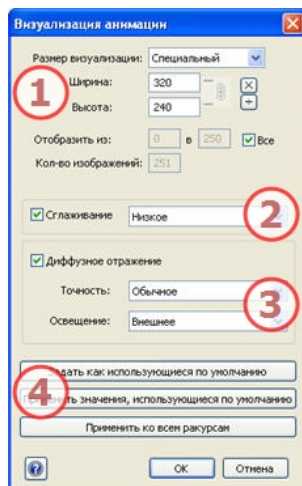 Визуализация анимации
Размер визуализации: Специальный
1
Ширина: 320
Высота: 240
Отобразить из: 0 в 250 Все
Кол-во изображений: 251
Сглаживание Низкое
2
Диффузное отражение
Точность: Обычное
3
Освещение: Внешнее
Задать как использующиеся по умолчанию
4
значения, использующиеся по умолчанию
Применить ко всем ракурсам
? OK Отмена